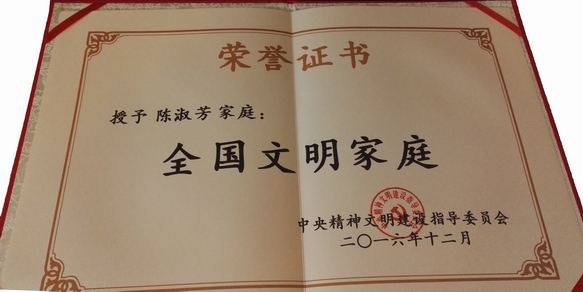 荣誉证书
授予 陈淑芳家庭：
全国文明家庭
中央精神文明建设指导委员会
二〇一六年十二月